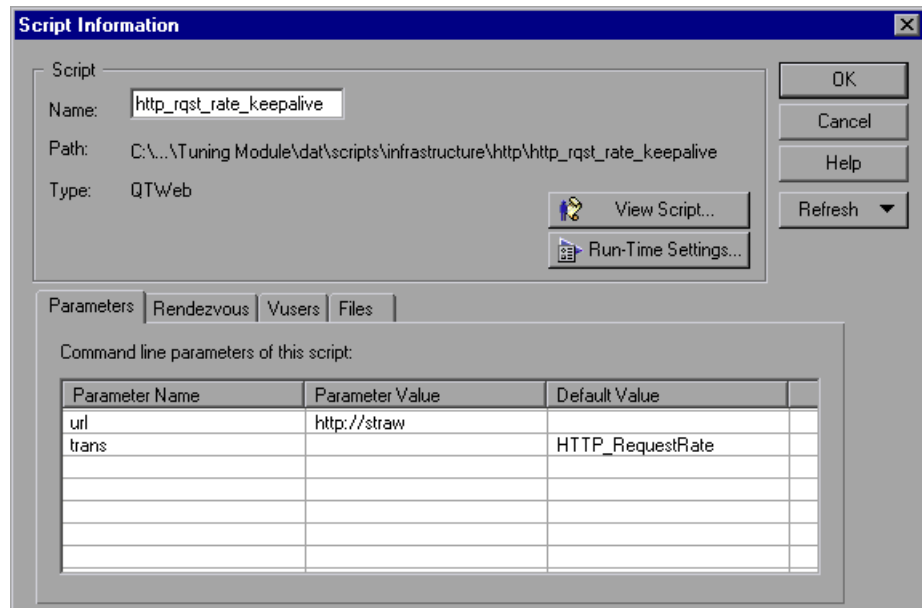 Script Information
Script
Name: http_rqst_rate_keepalive
Path: C:\...\Tuning Module\dat\scripts\infrastructure\http\http_rqst_rate_keepalive
Type: QTWeb
View Script...
Run-Time Settings...
OK
Cancel
Help
Refresh
Parameters Rendezvous Vusers Files
Command line parameters of this script:
Parameter Name Parameter Value Default Value
url http://straw
trans HTTP_RequestRate